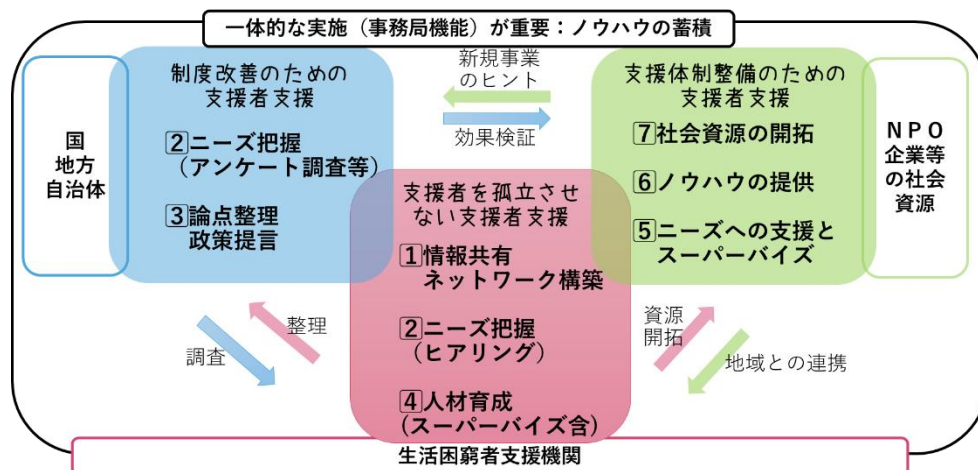 一体的な実施（事務局機能）が重要：ノウハウの蓄積
国
地方
自治体
制度改善のための
支援者支援
②ニーズ把握
（アンケート調査等）
③論点整理
政策提言
新規事業
のヒント
効果検証
支援体制整備のための
支援者支援
⑦社会資源の開拓
⑥ノウハウの提供
⑤ニーズへの支援と
スーパーバイズ
ＮＰＯ
企業等
の社会
資源
支援者を孤立させ
ない支援者支援
①情報共有
ネットワーク構築
②ニーズ把握
（ヒアリング）
④人材育成
（スーパーバイズ含）
調査
整理
資源
開拓
地域との連携
生活困窮者支援機関